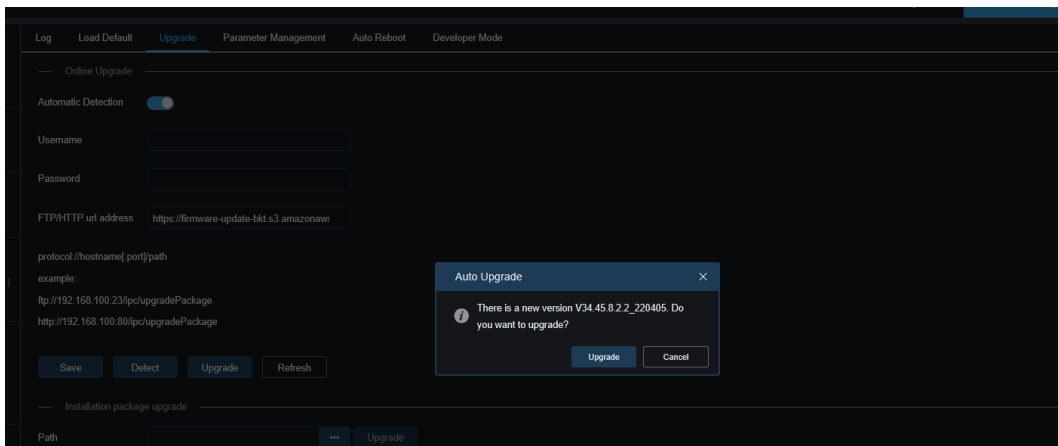 Log Load Default Upgrade Parameter Management Auto Reboot Developer Mode
Online Upgrade
Automatic Detection
Username
Password
FTP/HTTP url address https://firmware-update-bkt.s3.amazonaws
protocol://hostname[:port]/path
example:
ftp://192.168.100:23/ipc/upgradePackage
http://192.168.100:80/ipc/upgradePackage
Save Detect Upgrade Refresh
Installation package upgrade
Path ... Upgrade
Auto Upgrade
There is a new version V34.45.8.2.2_220405. Do
you want to upgrade?
Upgrade Cancel